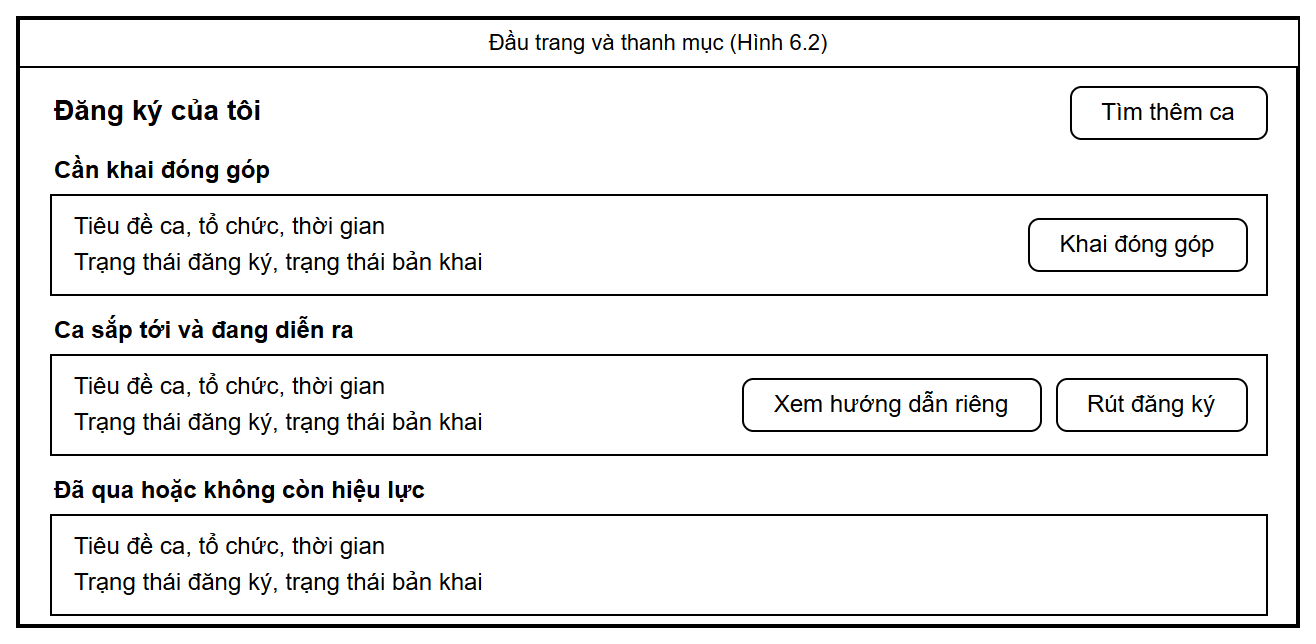 Đầu trang và thanh mục (Hình 6.2)
Đăng ký của tôi
Tìm thêm ca
Cần khai đóng góp
Tiêu đề ca, tổ chức, thời gian
Trạng thái đăng ký, trạng thái bản khai
Khai đóng góp
Ca sắp tới và đang diễn ra
Tiêu đề ca, tổ chức, thời gian
Trạng thái đăng ký, trạng thái bản khai
Xem hướng dẫn riêng
Rút đăng ký
Đã qua hoặc không còn hiệu lực
Tiêu đề ca, tổ chức, thời gian
Trạng thái đăng ký, trạng thái bản khai